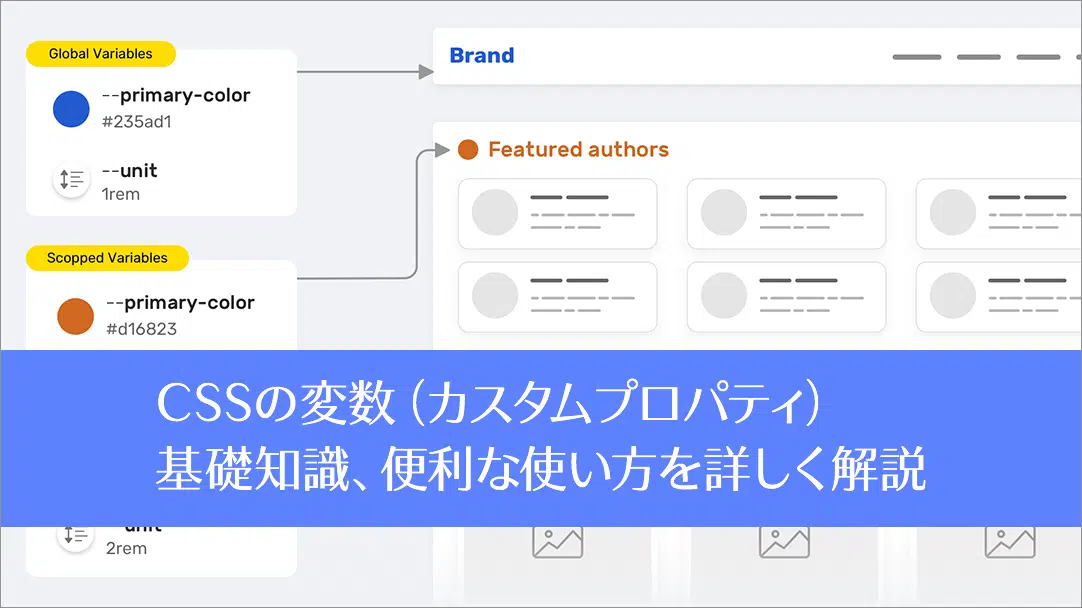 Global Variables
--primary-color
#235ad1
--unit
1rem
Scopped Variables
--primary-color
#d16823
unit
2rem
Brand
Featured authors
CSSの変数（カスタムプロパティ）
基礎知識、便利な使い方を詳しく解説